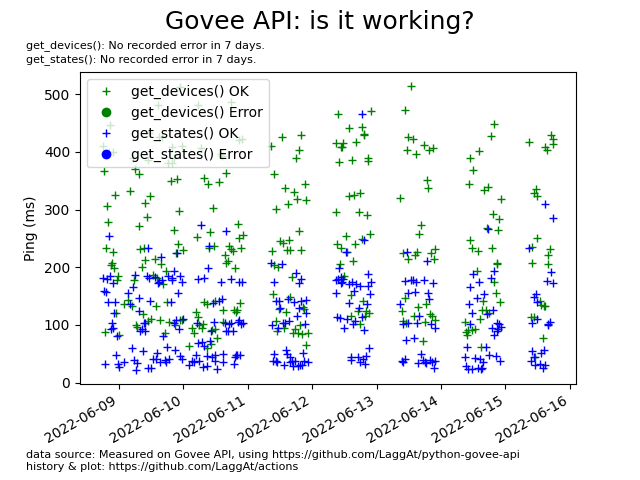 Govee API: is it working?
get_devices(): No recorded error in 7 days.
get_states(): No recorded error in 7 days.
get_devices() OK
get_devices() Error
get_states() OK
get_states() Error
Ping (ms)
500
400
300
200
100
0
2022-06-09
2022-06-10
2022-06-11
2022-06-12
2022-06-13
2022-06-14
2022-06-15
2022-06-16
data source: Measured on Govee API, using https://github.com/LaggAt/python-govee-api
history & plot: https://github.com/LaggAt/actions